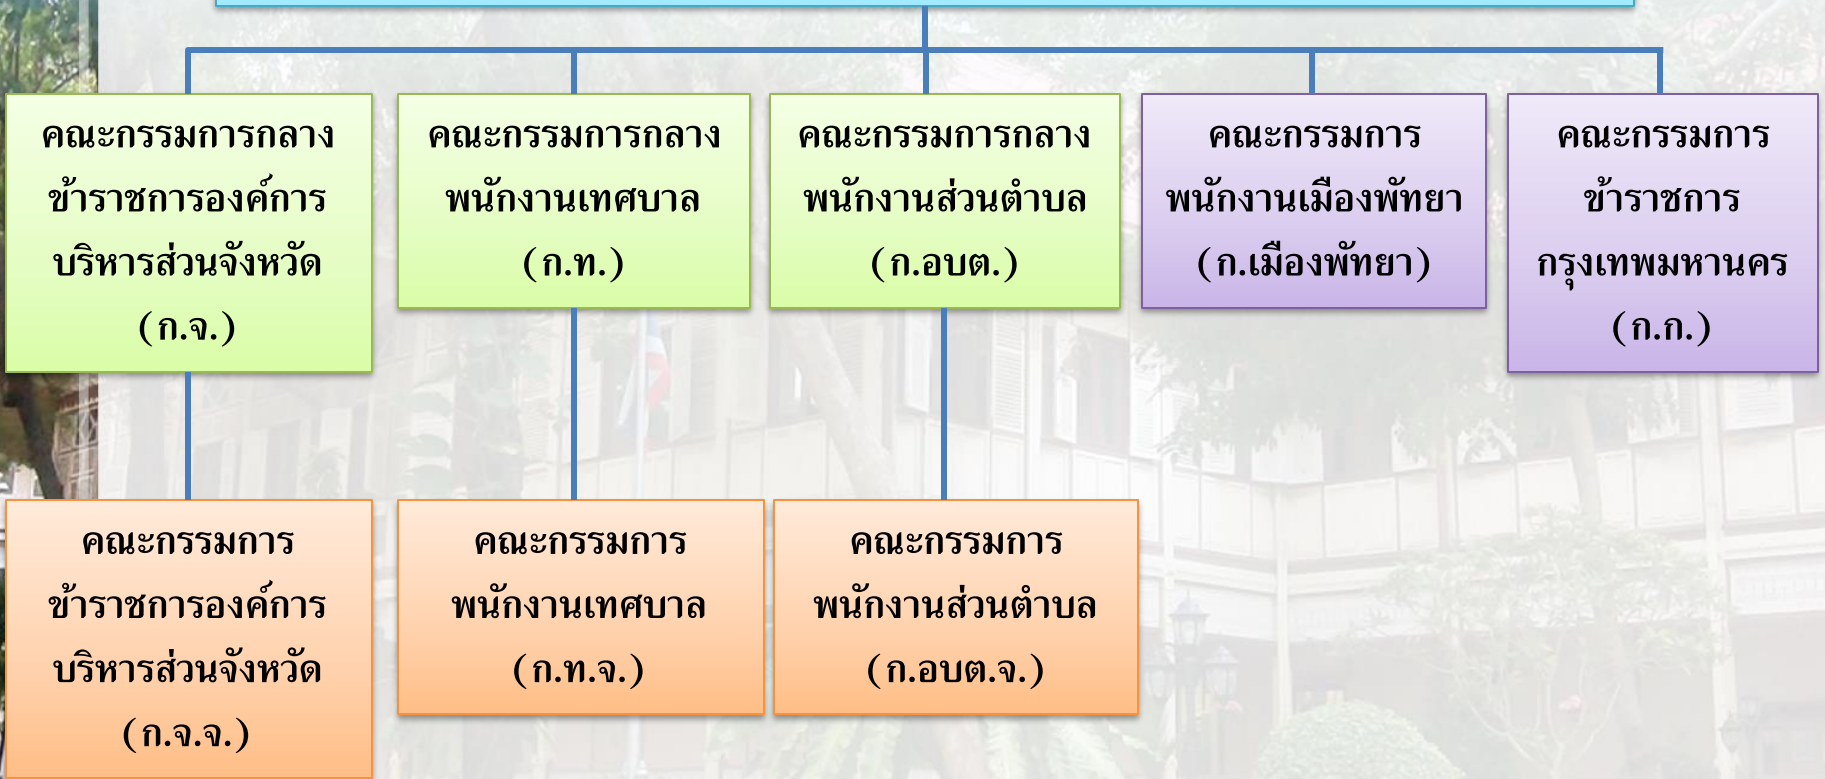 คณะกรรมการกลาง
ข้าราชการองค์การ
บริหารส่วนจังหวัด
(ก.จ.)
คณะกรรมการกลาง
พนักงานเทศบาล
(ก.ท.)
คณะกรรมการกลาง
พนักงานส่วนตำบล
(ก.อบต.)
คณะกรรมการ
พนักงานเมืองพัทยา
(ก.เมืองพัทยา)
คณะกรรมการ
ข้าราชการ
กรุงเทพมหานคร
(ก.ก.)
คณะกรรมการ
ข้าราชการองค์การ
บริหารส่วนจังหวัด
(ก.จ.จ.)
คณะกรรมการ
พนักงานเทศบาล
(ก.ท.จ.)
คณะกรรมการ
พนักงานส่วนตำบล
(ก.อบต.จ.)